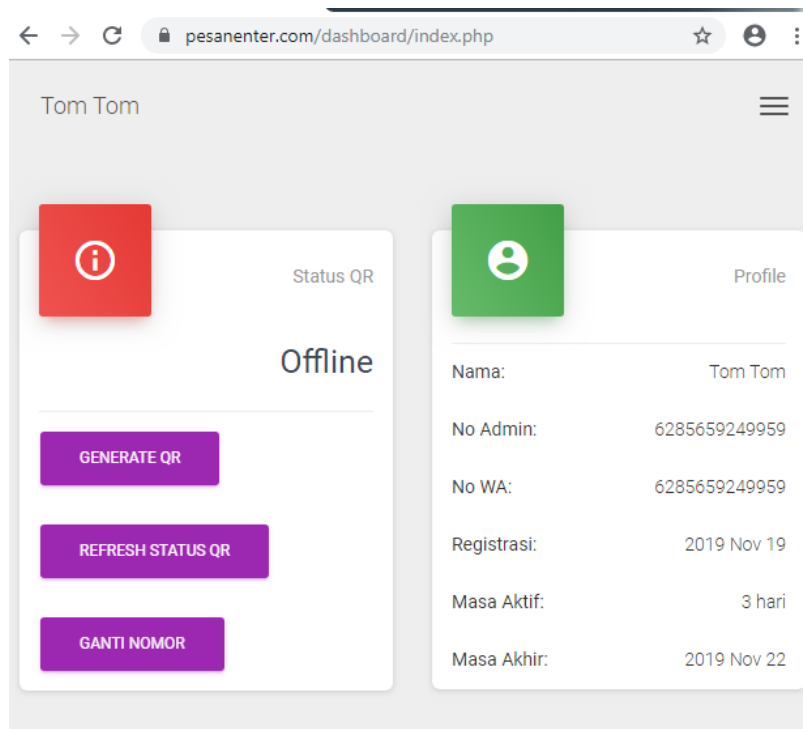 pesanenter.com/dashboard/index.php
Tom Tom
Status QR
Offline
GENERATE QR
REFRESH STATUS QR
GANTI NOMOR
Profile
Nama: Tom Tom
No Admin: 6285659249959
No WA: 6285659249959
Registrasi: 2019 Nov 19
Masa Aktif: 3 hari
Masa Akhir: 2019 Nov 22